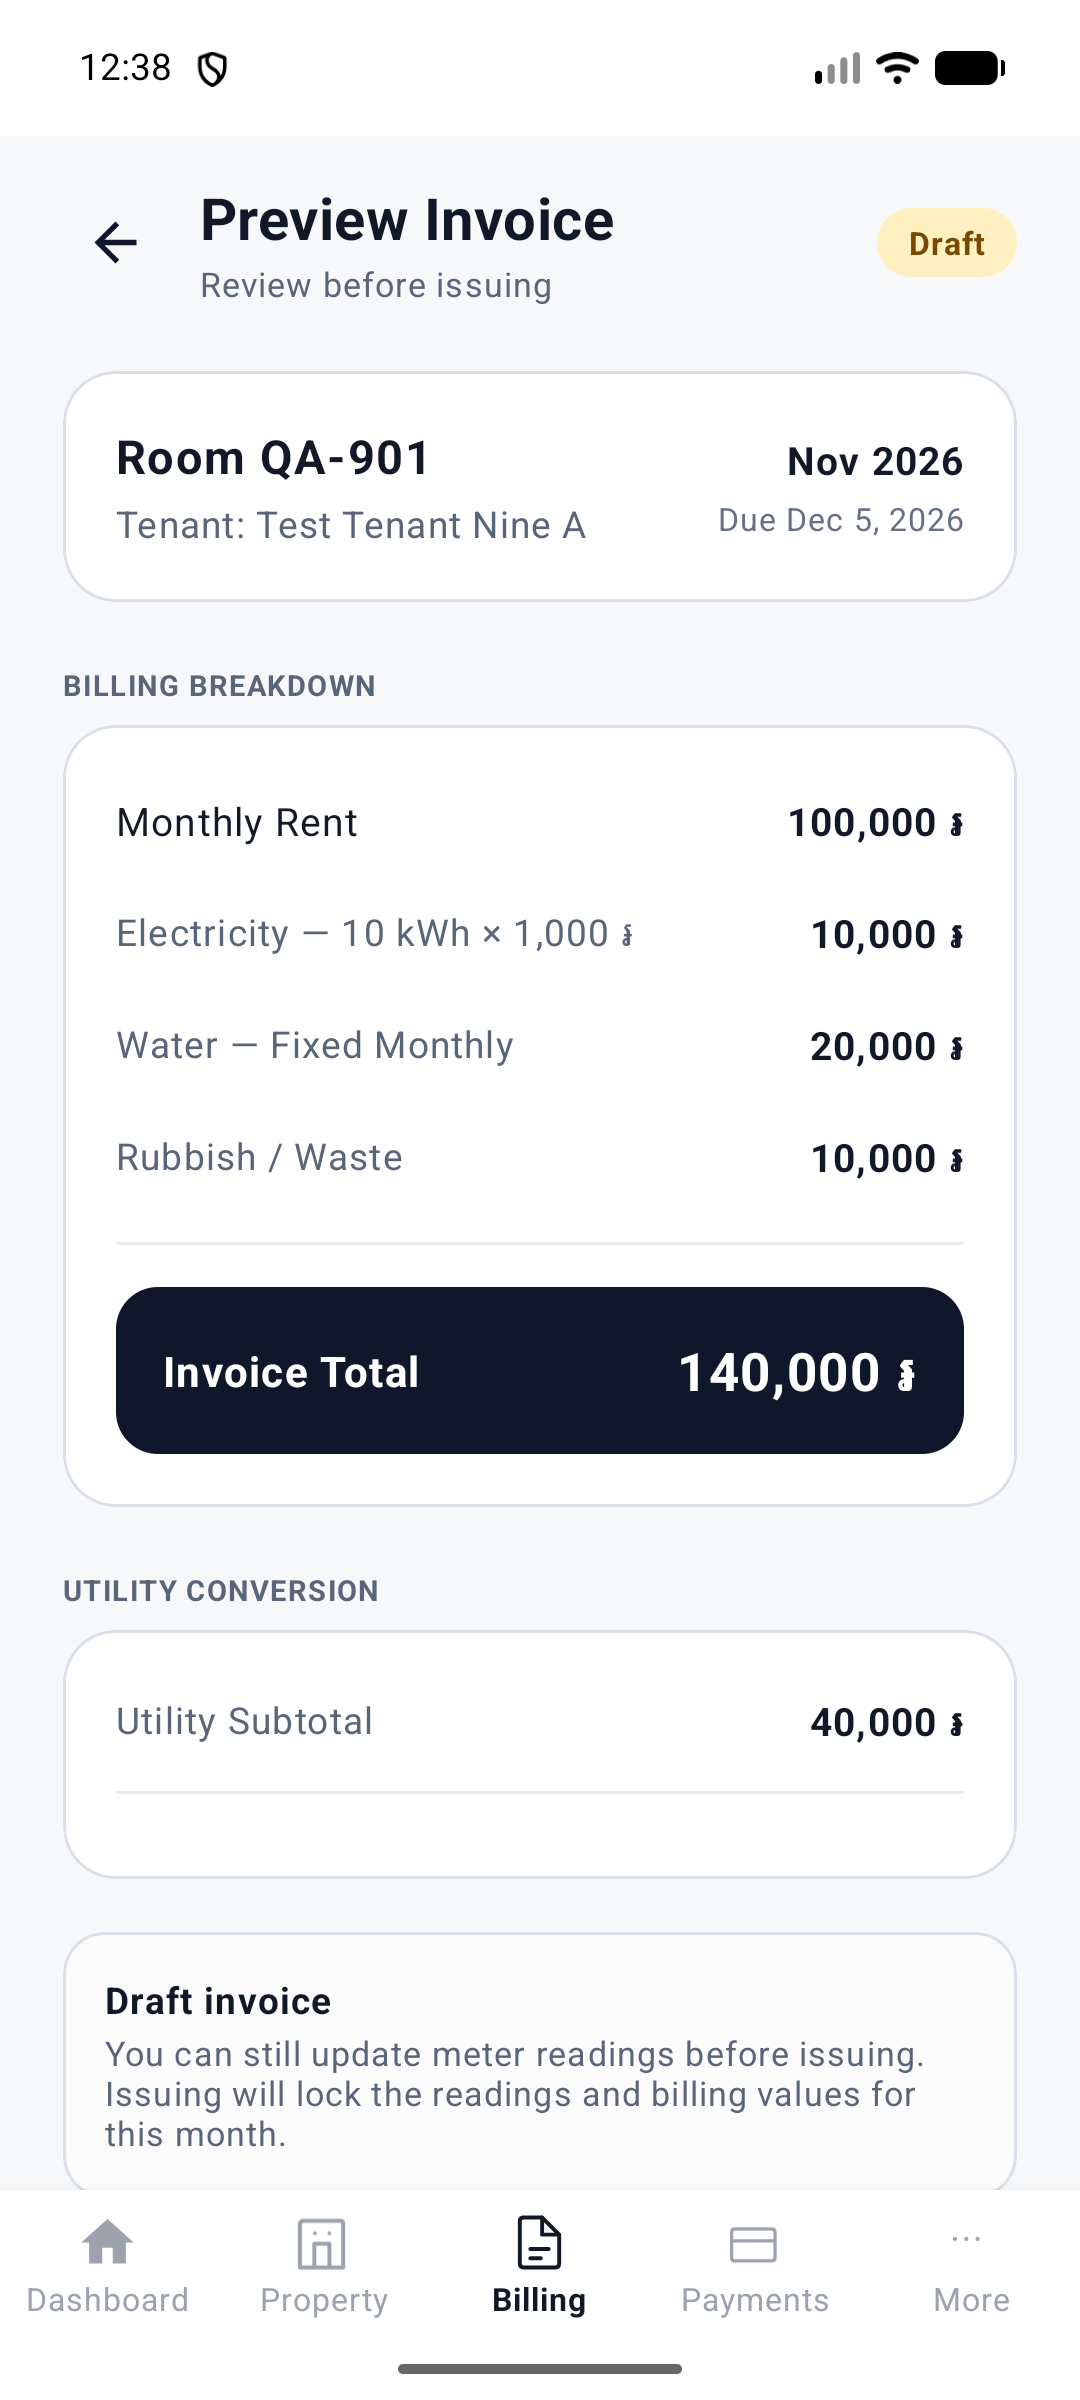 12:38
Preview Invoice
Draft
Review before issuing
Room QA-901
Nov 2026
Tenant: Test Tenant Nine A
Due Dec 5, 2026
BILLING BREAKDOWN
Monthly Rent
100,000 ៛
Electricity — 10 kWh × 1,000 ៛
10,000 ៛
Water — Fixed Monthly
20,000 ៛
Rubbish / Waste
10,000 ៛
Invoice Total
140,000 ៛
UTILITY CONVERSION
Utility Subtotal
40,000 ៛
Draft invoice
You can still update meter readings before issuing.
Issuing will lock the readings and billing values for
this month.
Dashboard
Property
Billing
Payments
More